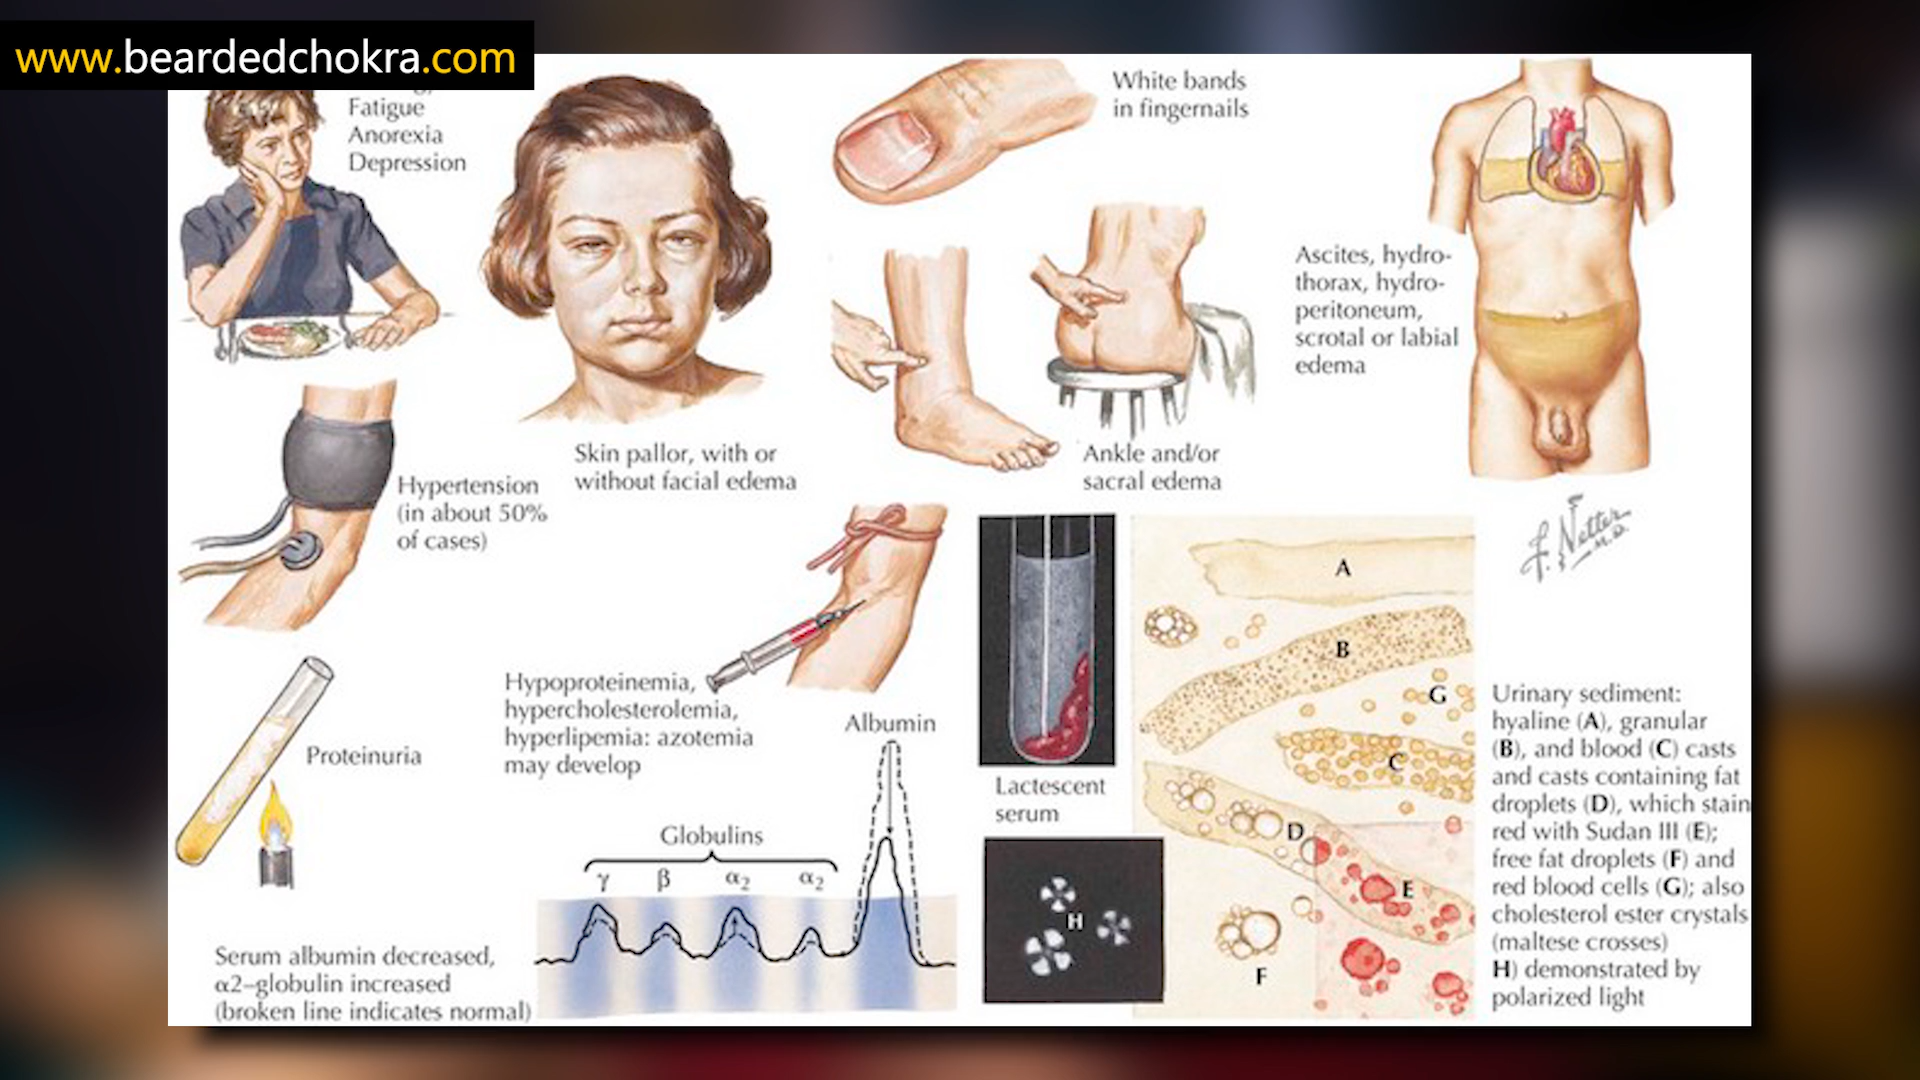 www.beardedchokra.com
Fatigue
Anorexia
Depression
White bands
in fingernails
Ascites, hydro-
thorax, hydro-
peritoneum,
scrotal or labial
edema
Skin pallor, with or
without facial edema
Ankle and/or
sacral edema
Hypertension
(in about 50%
of cases)
F. Netter
M.D.
Proteinuria
Hypoproteinemia,
hypercholesterolemia,
hyperlipemia: azotemia
may develop
Albumin
Globulins
γ β α2 α2
Serum albumin decreased,
α2–globulin increased
(broken line indicates normal)
Lactescent
serum
H
A
B
G
C
D
E
F
Urinary sediment:
hyaline (A), granular
(B), and blood (C) casts
and casts containing fat
droplets (D), which stain
red with Sudan III (E);
free fat droplets (F) and
red blood cells (G); also
cholesterol ester crystals
(maltese crosses)
H) demonstrated by
polarized light